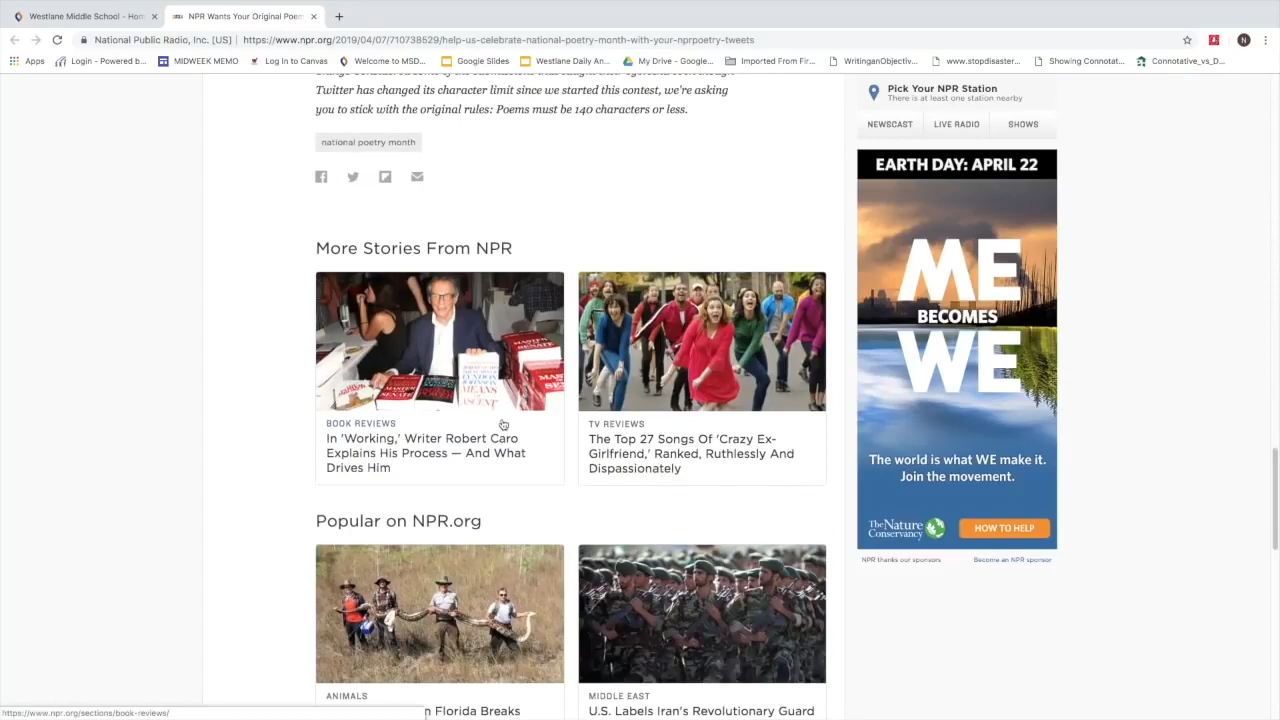 Westlane Middle School - Hom
NPR Wants Your Original Poem
National Public Radio, Inc. [US] | https://www.npr.org/2019/04/07/710738529/help-us-celebrate-national-poetry-month-with-your-nprpoetry-tweets
N
Apps Login - Powered b... MIDWEEK MEMO Log In to Canvas Welcome to MSD... Google Slides Westlane Daily An... My Drive - Google... Imported From Fir... WritinganObjectiv... www.stopdisaster... Showing Connotat... Connotative_vs_D...
Twitter has changed its character limit since we started this contest, we're asking
you to stick with the original rules: Poems must be 140 characters or less.
national poetry month
More Stories From NPR
BOOK REVIEWS
In 'Working,' Writer Robert Caro
Explains His Process — And What
Drives Him
TV REVIEWS
The Top 27 Songs Of 'Crazy Ex-
Girlfriend,' Ranked, Ruthlessly And
Dispassionately
Popular on NPR.org
ANIMALS
n Florida Breaks
MIDDLE EAST
U.S. Labels Iran's Revolutionary Guard
Pick Your NPR Station
There is at least one station nearby
NEWSCAST LIVE RADIO SHOWS
EARTH DAY: APRIL 22
ME
BECOMES
WE
The world is what WE make it.
Join the movement.
The Nature
Conservancy
HOW TO HELP
NPR thanks our sponsors Become an NPR sponsor
https://www.npr.org/sections/book-reviews/